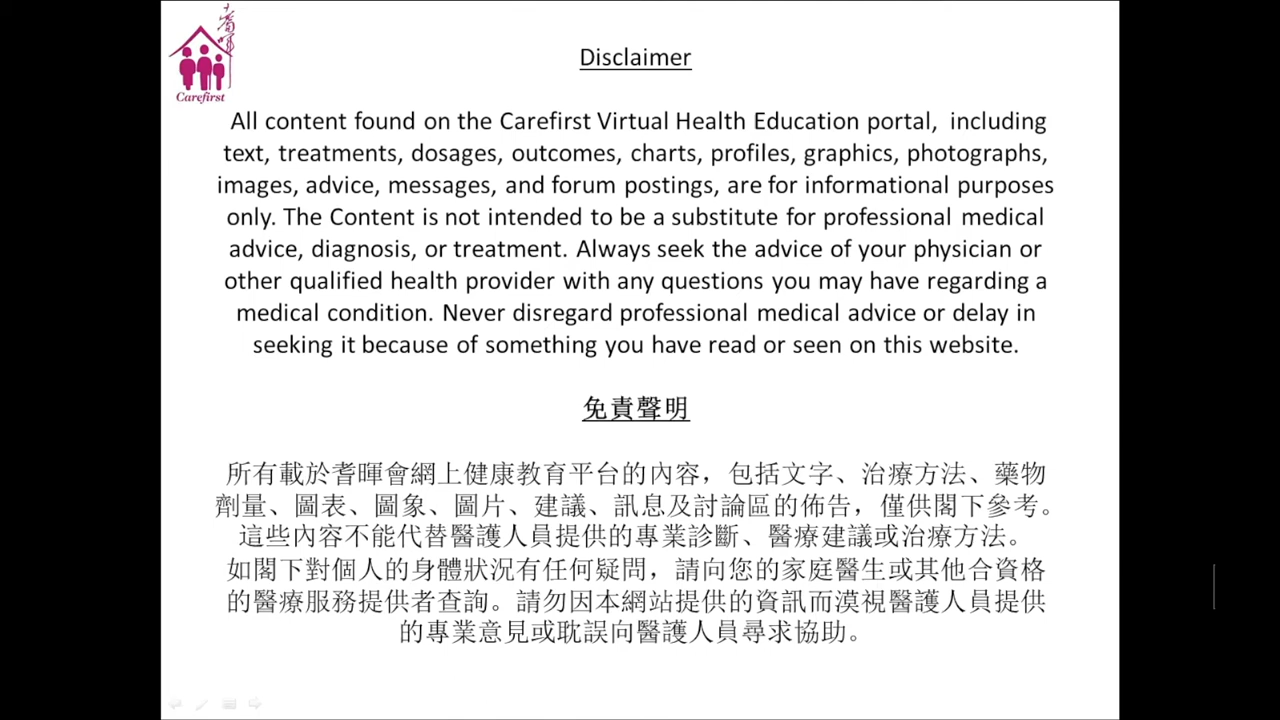 耆暉
Carefirst
Disclaimer
All content found on the Carefirst Virtual Health Education portal, including
text, treatments, dosages, outcomes, charts, profiles, graphics, photographs,
images, advice, messages, and forum postings, are for informational purposes
only. The Content is not intended to be a substitute for professional medical
advice, diagnosis, or treatment. Always seek the advice of your physician or
other qualified health provider with any questions you may have regarding a
medical condition. Never disregard professional medical advice or delay in
seeking it because of something you have read or seen on this website.
免責聲明
所有載於耆暉會網上健康教育平台的內容，包括文字、治療方法、藥物
劑量、圖表、圖象、圖片、建議、訊息及討論區的佈告，僅供閣下參考。
這些內容不能代替醫護人員提供的專業診斷、醫療建議或治療方法。
如閣下對個人的身體狀況有任何疑問，請向您的家庭醫生或其他合資格
的醫療服務提供者查詢。請勿因本網站提供的資訊而漠視醫護人員提供
的專業意見或耽誤向醫護人員尋求協助。